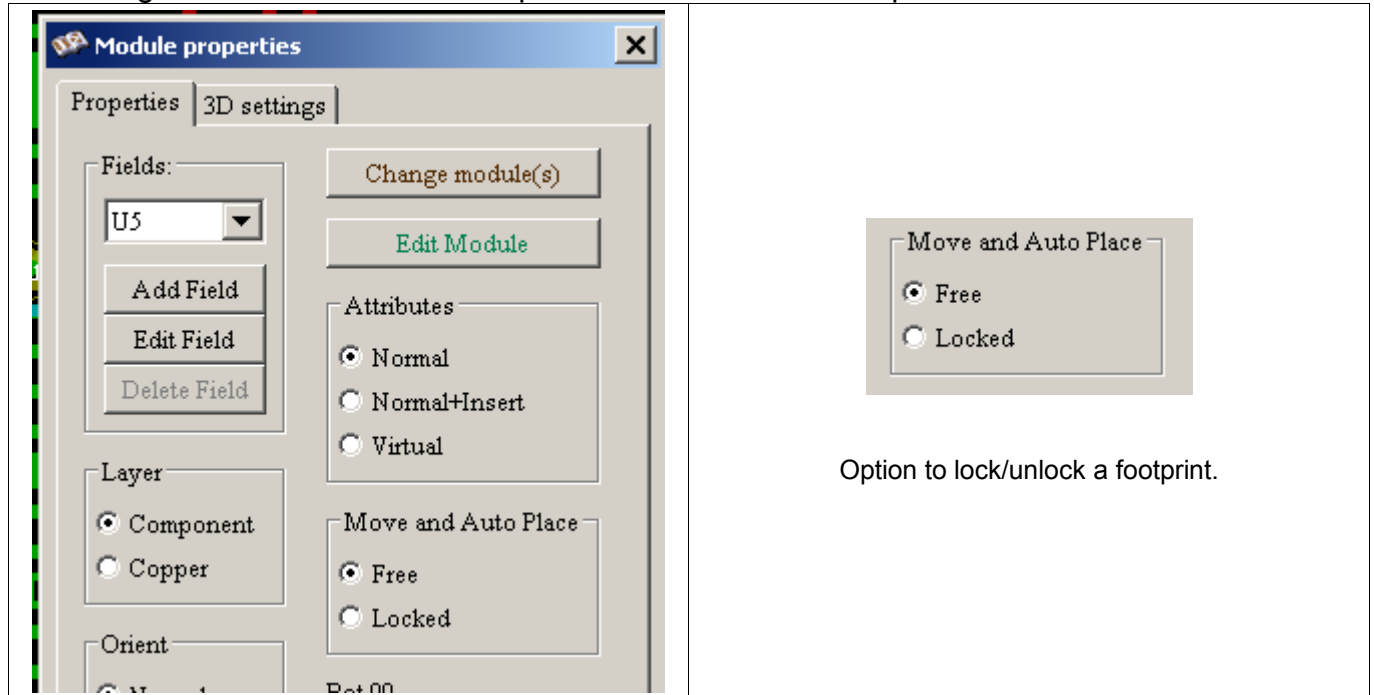 Module properties
Properties 3D settings
Fields:
U5
Add Field
Edit Field
Delete Field
Layer
Component
Copper
Orient
Change module(s)
Edit Module
Attributes
Normal
Normal+Insert
Virtual
Move and Auto Place
Free
Locked
Move and Auto Place
Free
Locked
Option to lock/unlock a footprint.